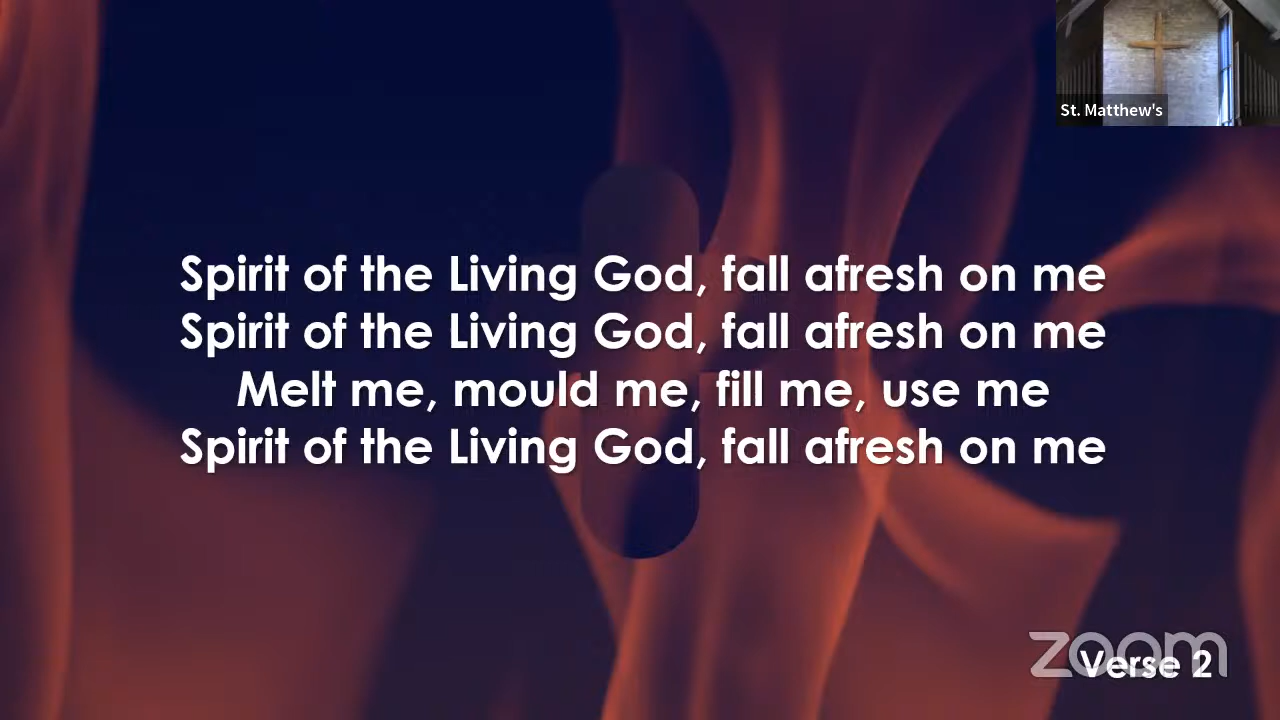 St. Matthew's
Spirit of the Living God, fall afresh on me
Spirit of the Living God, fall afresh on me
Melt me, mould me, fill me, use me
Spirit of the Living God, fall afresh on me
zoom
Verse 2